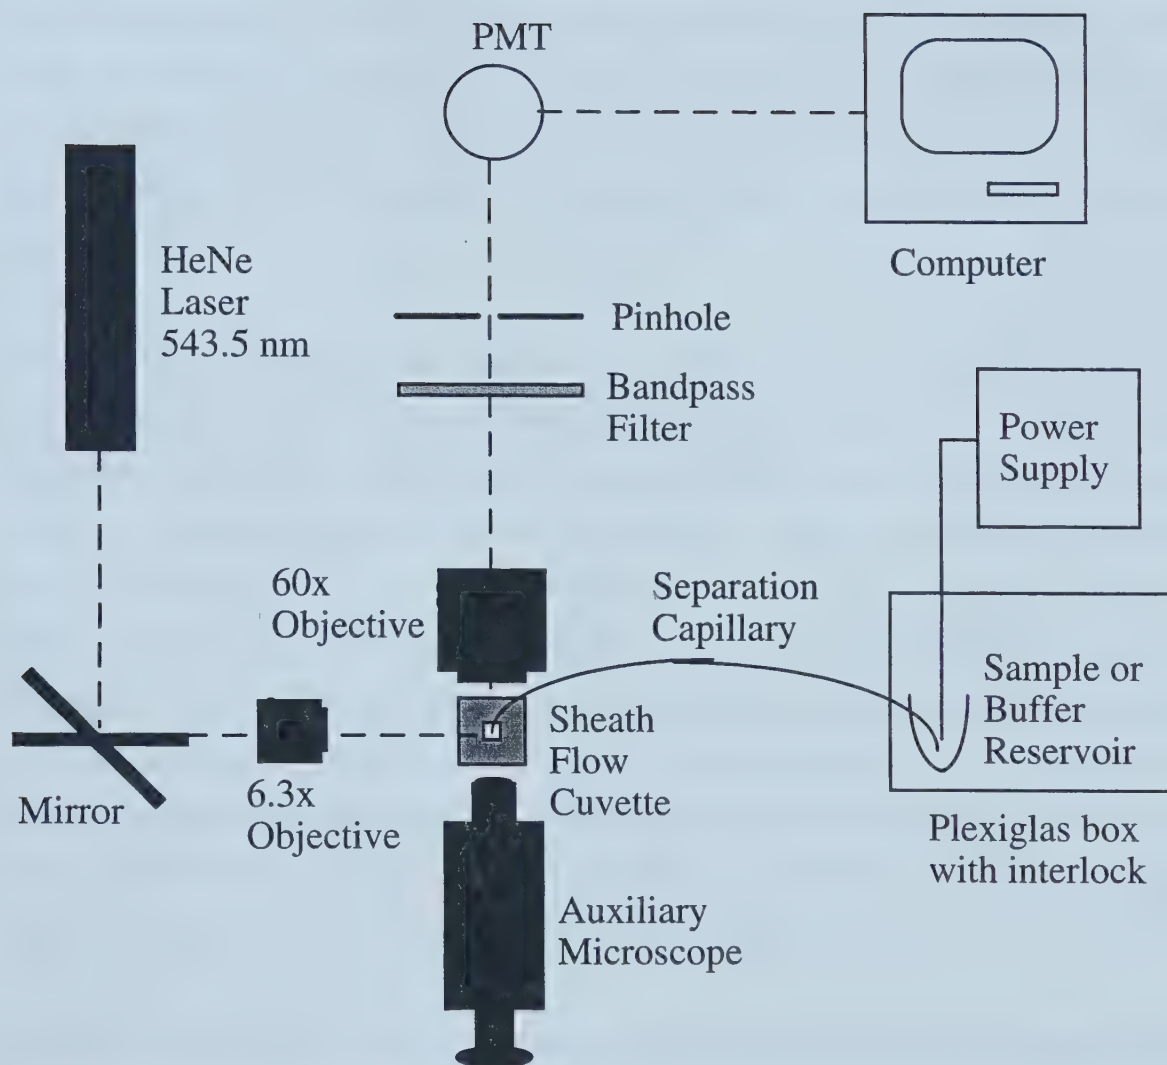 PMT
HeNe
Laser
543.5 nm
Computer
Pinhole
Bandpass
Filter
Power
Supply
60x
Objective
Separation
Capillary
Sample or
Buffer
Reservoir
Sheath
Flow
Cuvette
Mirror
6.3x
Objective
Plexiglas box
with interlock
Auxiliary
Microscope